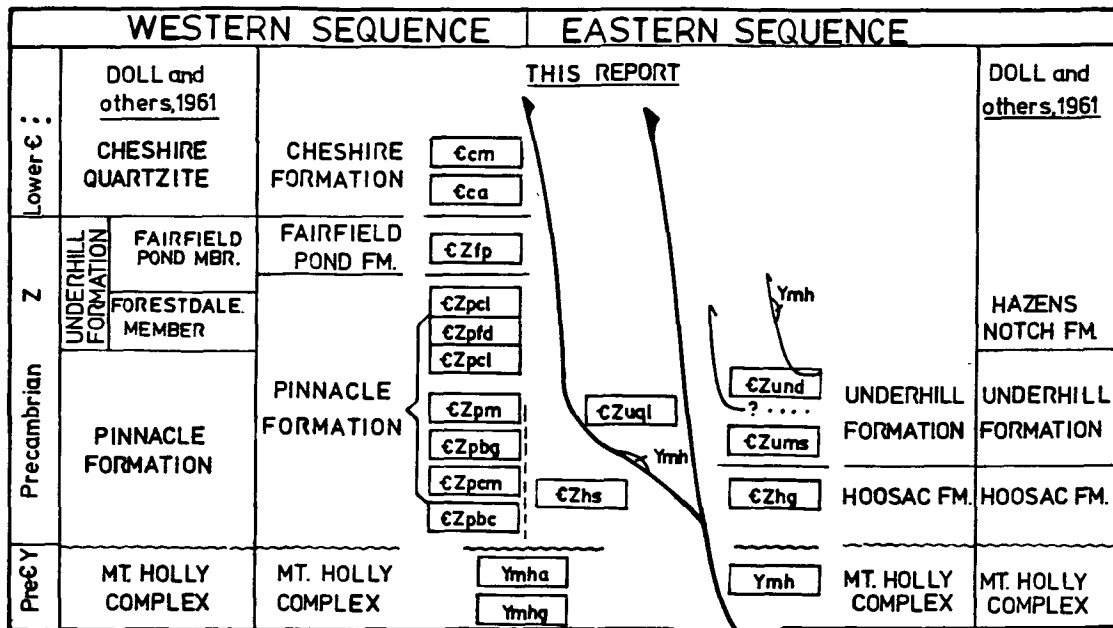 WESTERN SEQUENCE
EASTERN SEQUENCE
THIS REPORT
Lower Є :
Precambrian Z
PreЄ Y
DOLL and
others, 1961
CHESHIRE
QUARTZITE
UNDERHILL
FORMATION
FAIRFIELD
POND MBR.
FORESTDALE.
MEMBER
PINNACLE
FORMATION
MT. HOLLY
COMPLEX
CHESHIRE
FORMATION
FAIRFIELD
POND FM.
PINNACLE
FORMATION
MT. HOLLY
COMPLEX
Єcm
Єca
ЄZfp
ЄZpcl
ЄZpfd
ЄZpcl
ЄZpm
ЄZpbg
ЄZpcm
ЄZpbc
Ymha
Ymhg
ЄZhs
ЄZuql
Ymh
Ymh
ЄZund
? ....
ЄZums
ЄZhg
Ymh
UNDERHILL
FORMATION
HOOSAC FM.
MT. HOLLY
COMPLEX
DOLL and
others, 1961
HAZENS
NOTCH FM.
UNDERHILL
FORMATION
HOOSAC FM.
MT. HOLLY
COMPLEX